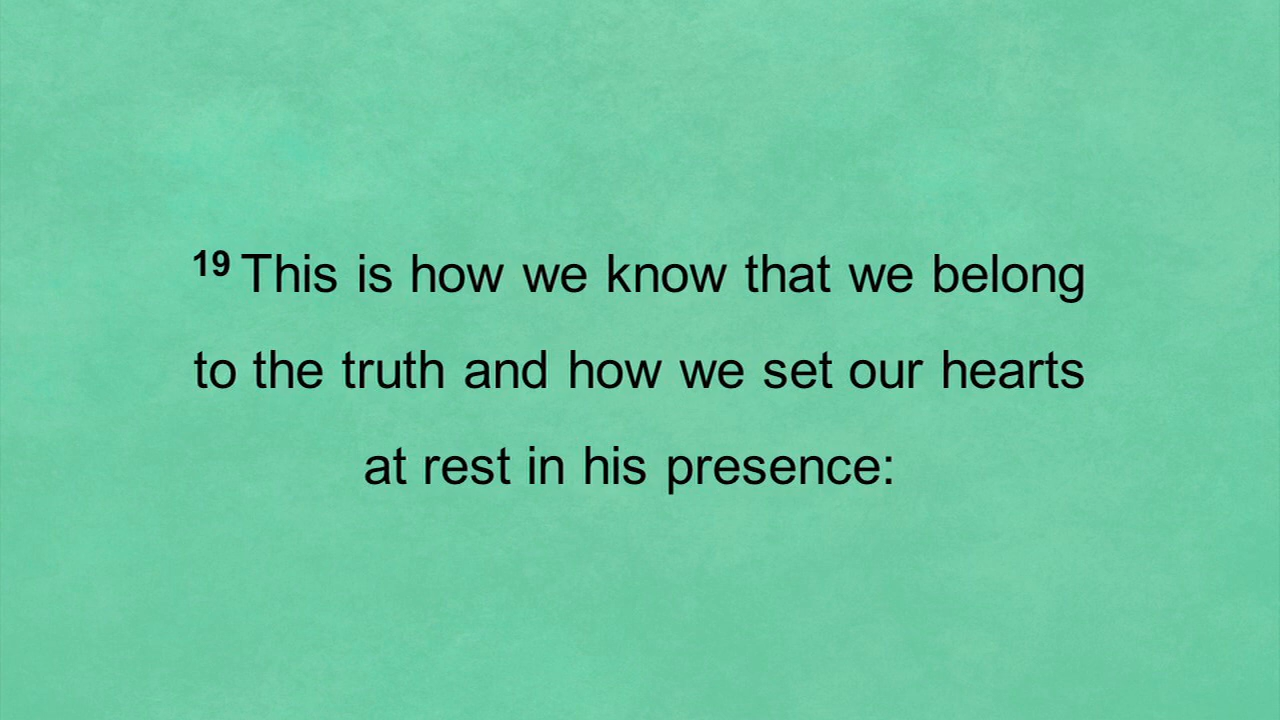 19 This is how we know that we belong
to the truth and how we set our hearts
at rest in his presence: